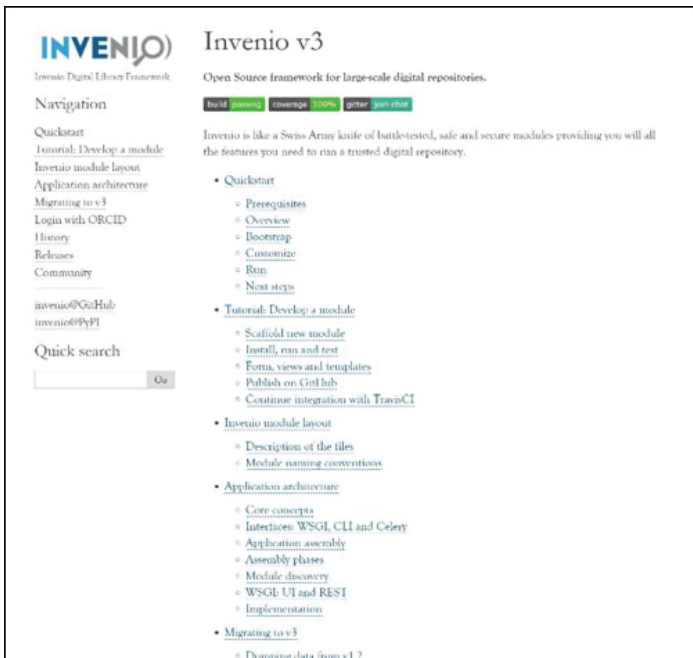 INVENIO
Invenio Digital Library Framework
Navigation
Quickstart
Tutorial: Develop a module
Invenio module layout
Application architecture
Migrating to v3
Login with ORCID
History
Releases
Community
invenio@GitHub
invenio@PyPI
Quick search
Go
Invenio v3
Open Source framework for large-scale digital repositories.
build passing coverage 100% gitter join chat
Invenio is like a Swiss Army knife of battle-tested, safe and secure modules providing you will all
the features you need to run a trusted digital repository.
• Quickstart
◦ Prerequisites
◦ Overview
◦ Bootstrap
◦ Customize
◦ Run
◦ Next steps
• Tutorial: Develop a module
◦ Scaffold new module
◦ Install, run and test
◦ Form, views and templates
◦ Publish on GitHub
◦ Continue integration with TravisCI
• Invenio module layout
◦ Description of the files
◦ Module naming conventions
• Application architecture
◦ Core concepts
◦ Interfaces: WSGI, CLI and Celery
◦ Application assembly
◦ Assembly phases
◦ Module discovery
◦ WSGI: UI and REST
◦ Implementation
• Migrating to v3
◦ Dumping data from v1.2